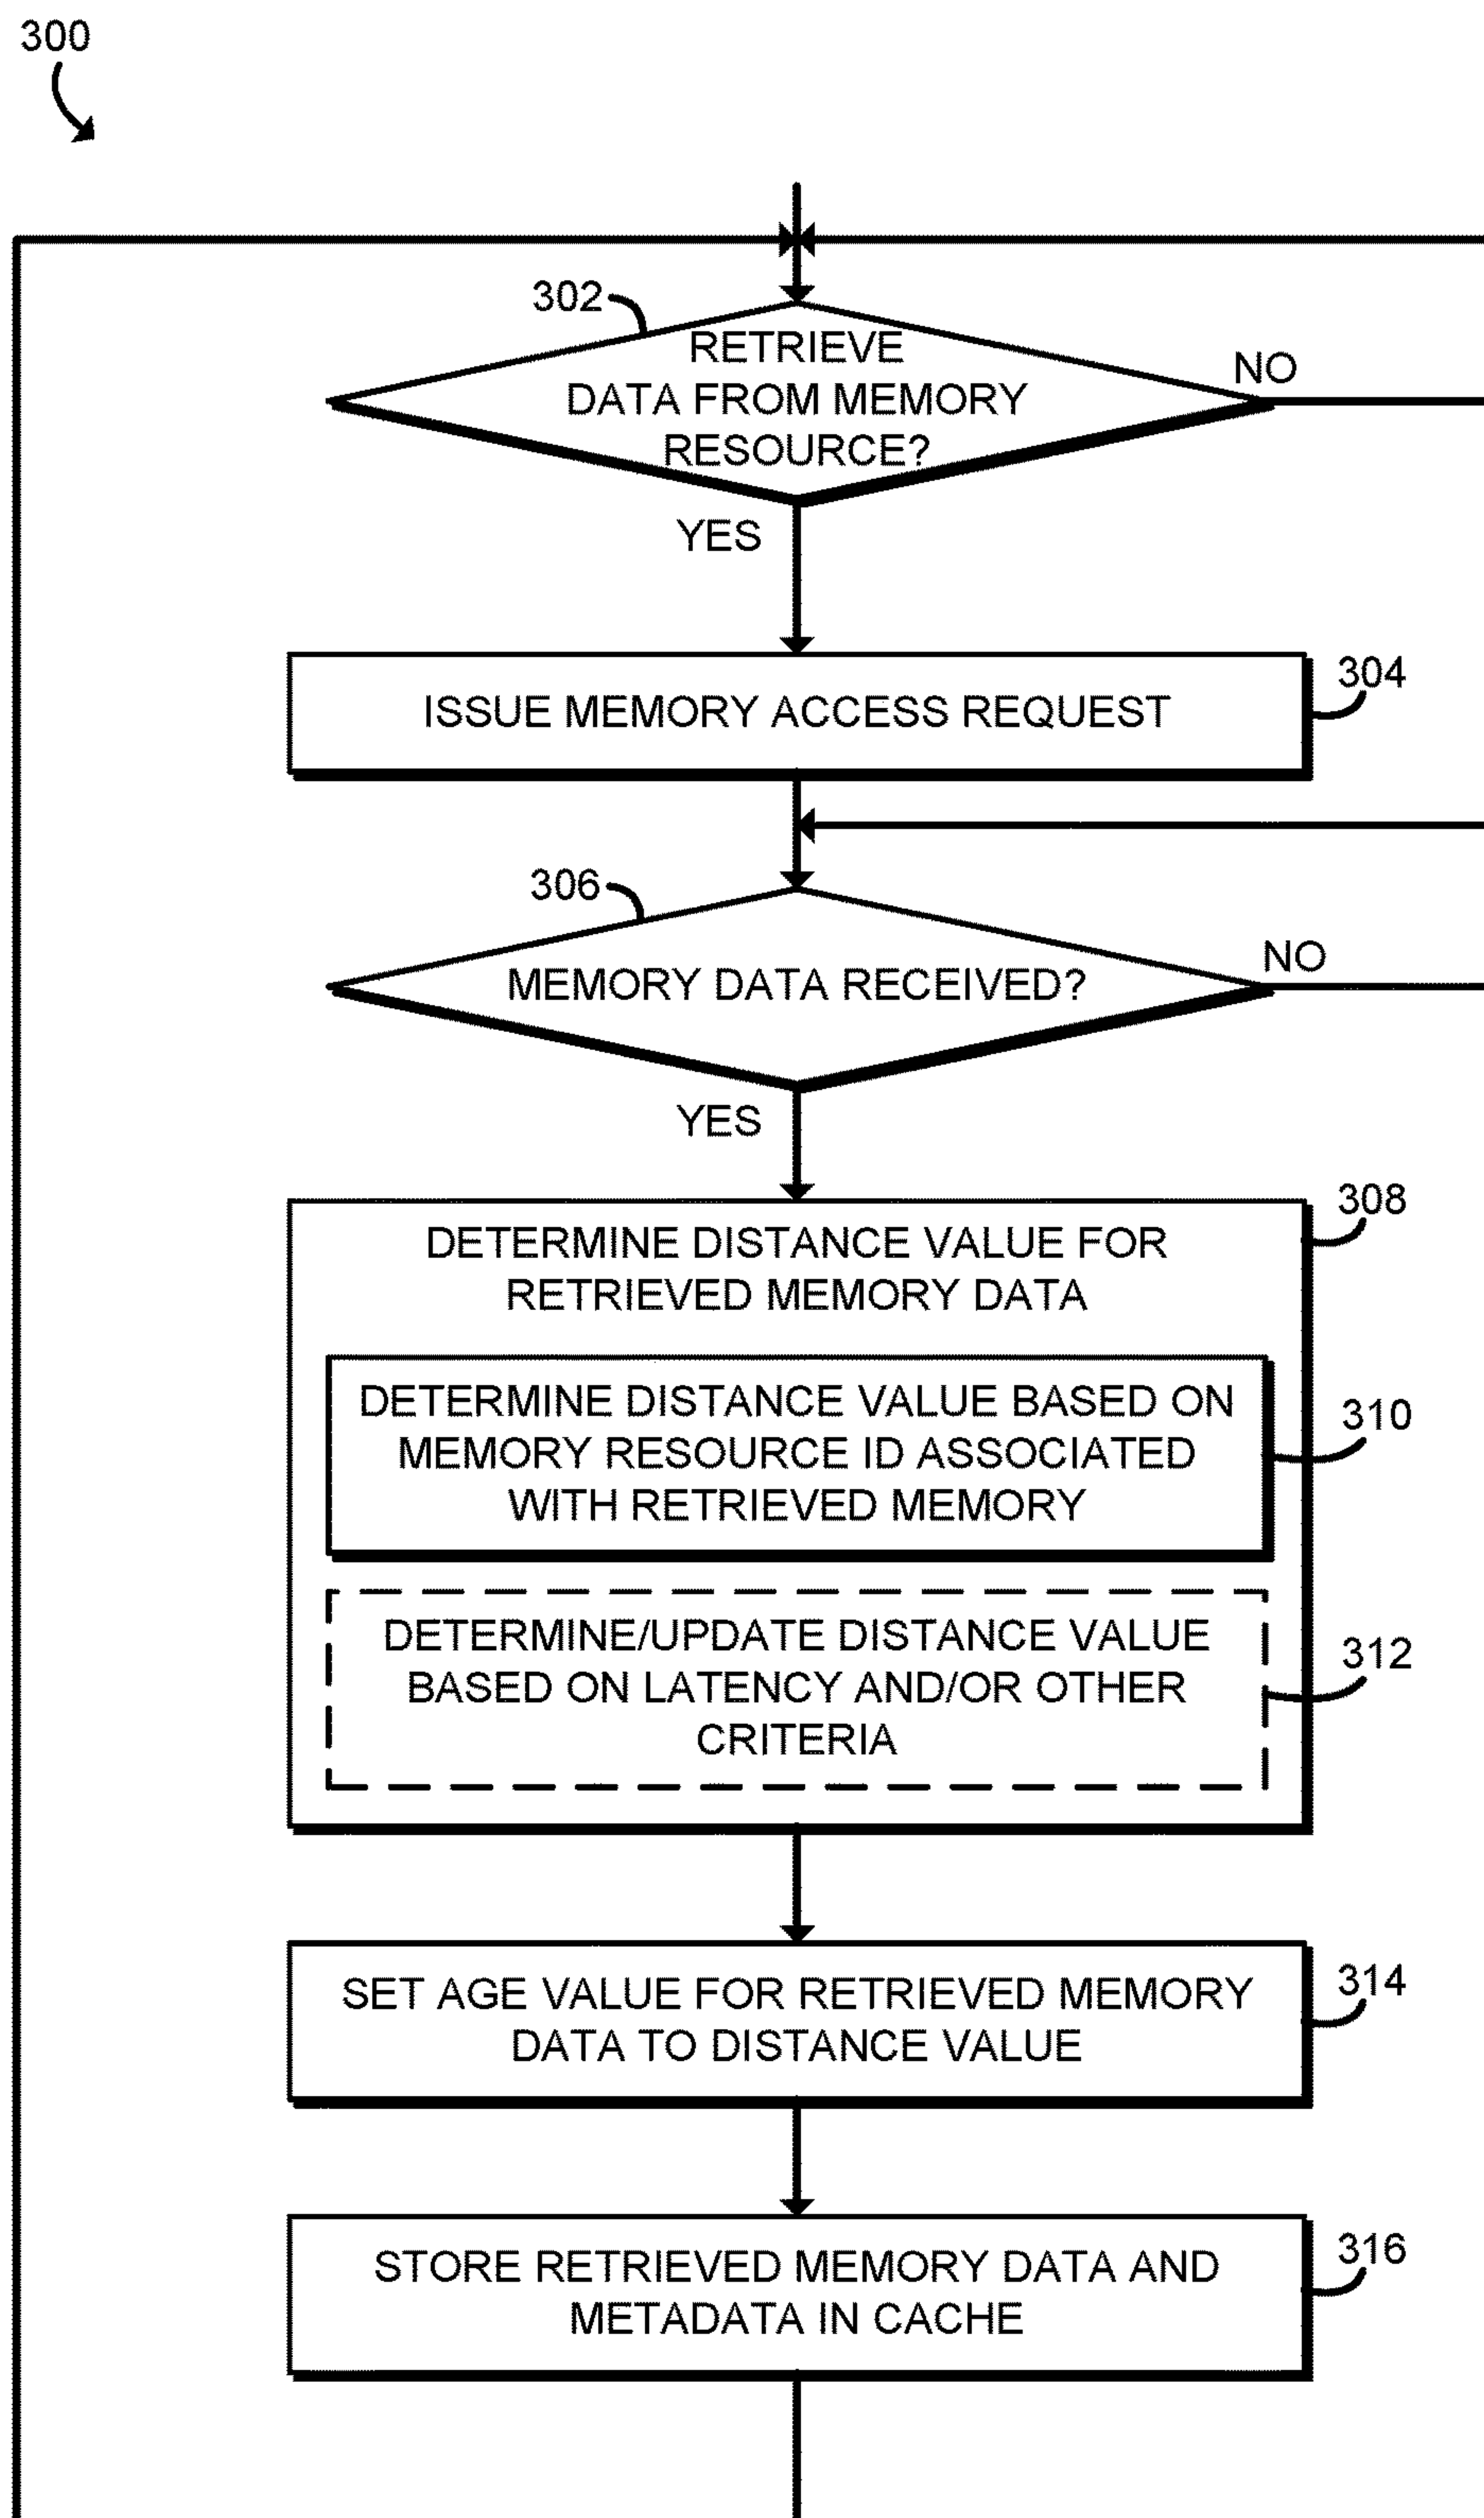 300
302
RETRIEVE
DATA FROM MEMORY
RESOURCE?
NO
YES
ISSUE MEMORY ACCESS REQUEST
304
306
MEMORY DATA RECEIVED?
NO
YES
308
DETERMINE DISTANCE VALUE FOR
RETRIEVED MEMORY DATA
DETERMINE DISTANCE VALUE BASED ON
MEMORY RESOURCE ID ASSOCIATED
WITH RETRIEVED MEMORY
310
DETERMINE/UPDATE DISTANCE VALUE
BASED ON LATENCY AND/OR OTHER
CRITERIA
312
SET AGE VALUE FOR RETRIEVED MEMORY
DATA TO DISTANCE VALUE
314
STORE RETRIEVED MEMORY DATA AND
METADATA IN CACHE
316